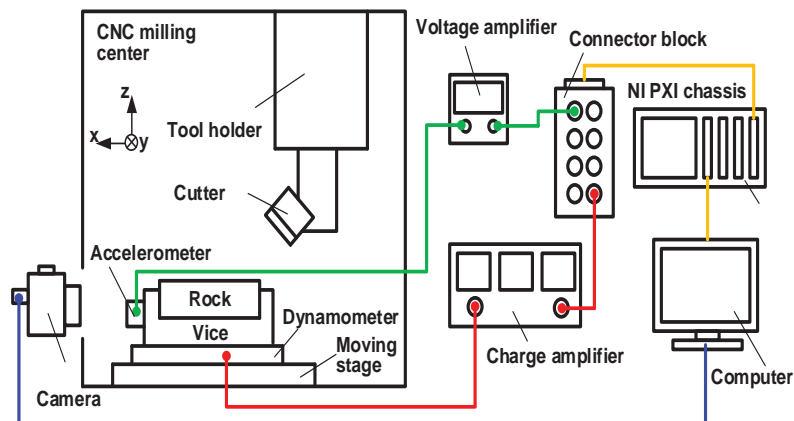 CNC milling
center
Voltage amplifier
Connector block
NI PXI chassis
z
x
y
Tool holder
Cutter
Accelerometer
Rock
Vice
Dynamometer
Moving
stage
Charge amplifier
Camera
Computer